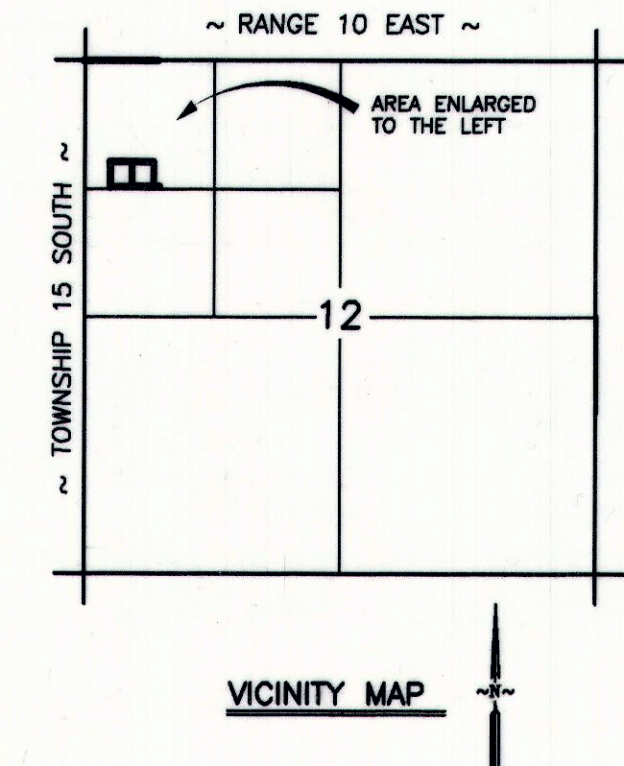 ~ RANGE 10 EAST ~
AREA ENLARGED
TO THE LEFT
~ TOWNSHIP 15 SOUTH ~
12
VICINITY MAP
~N~